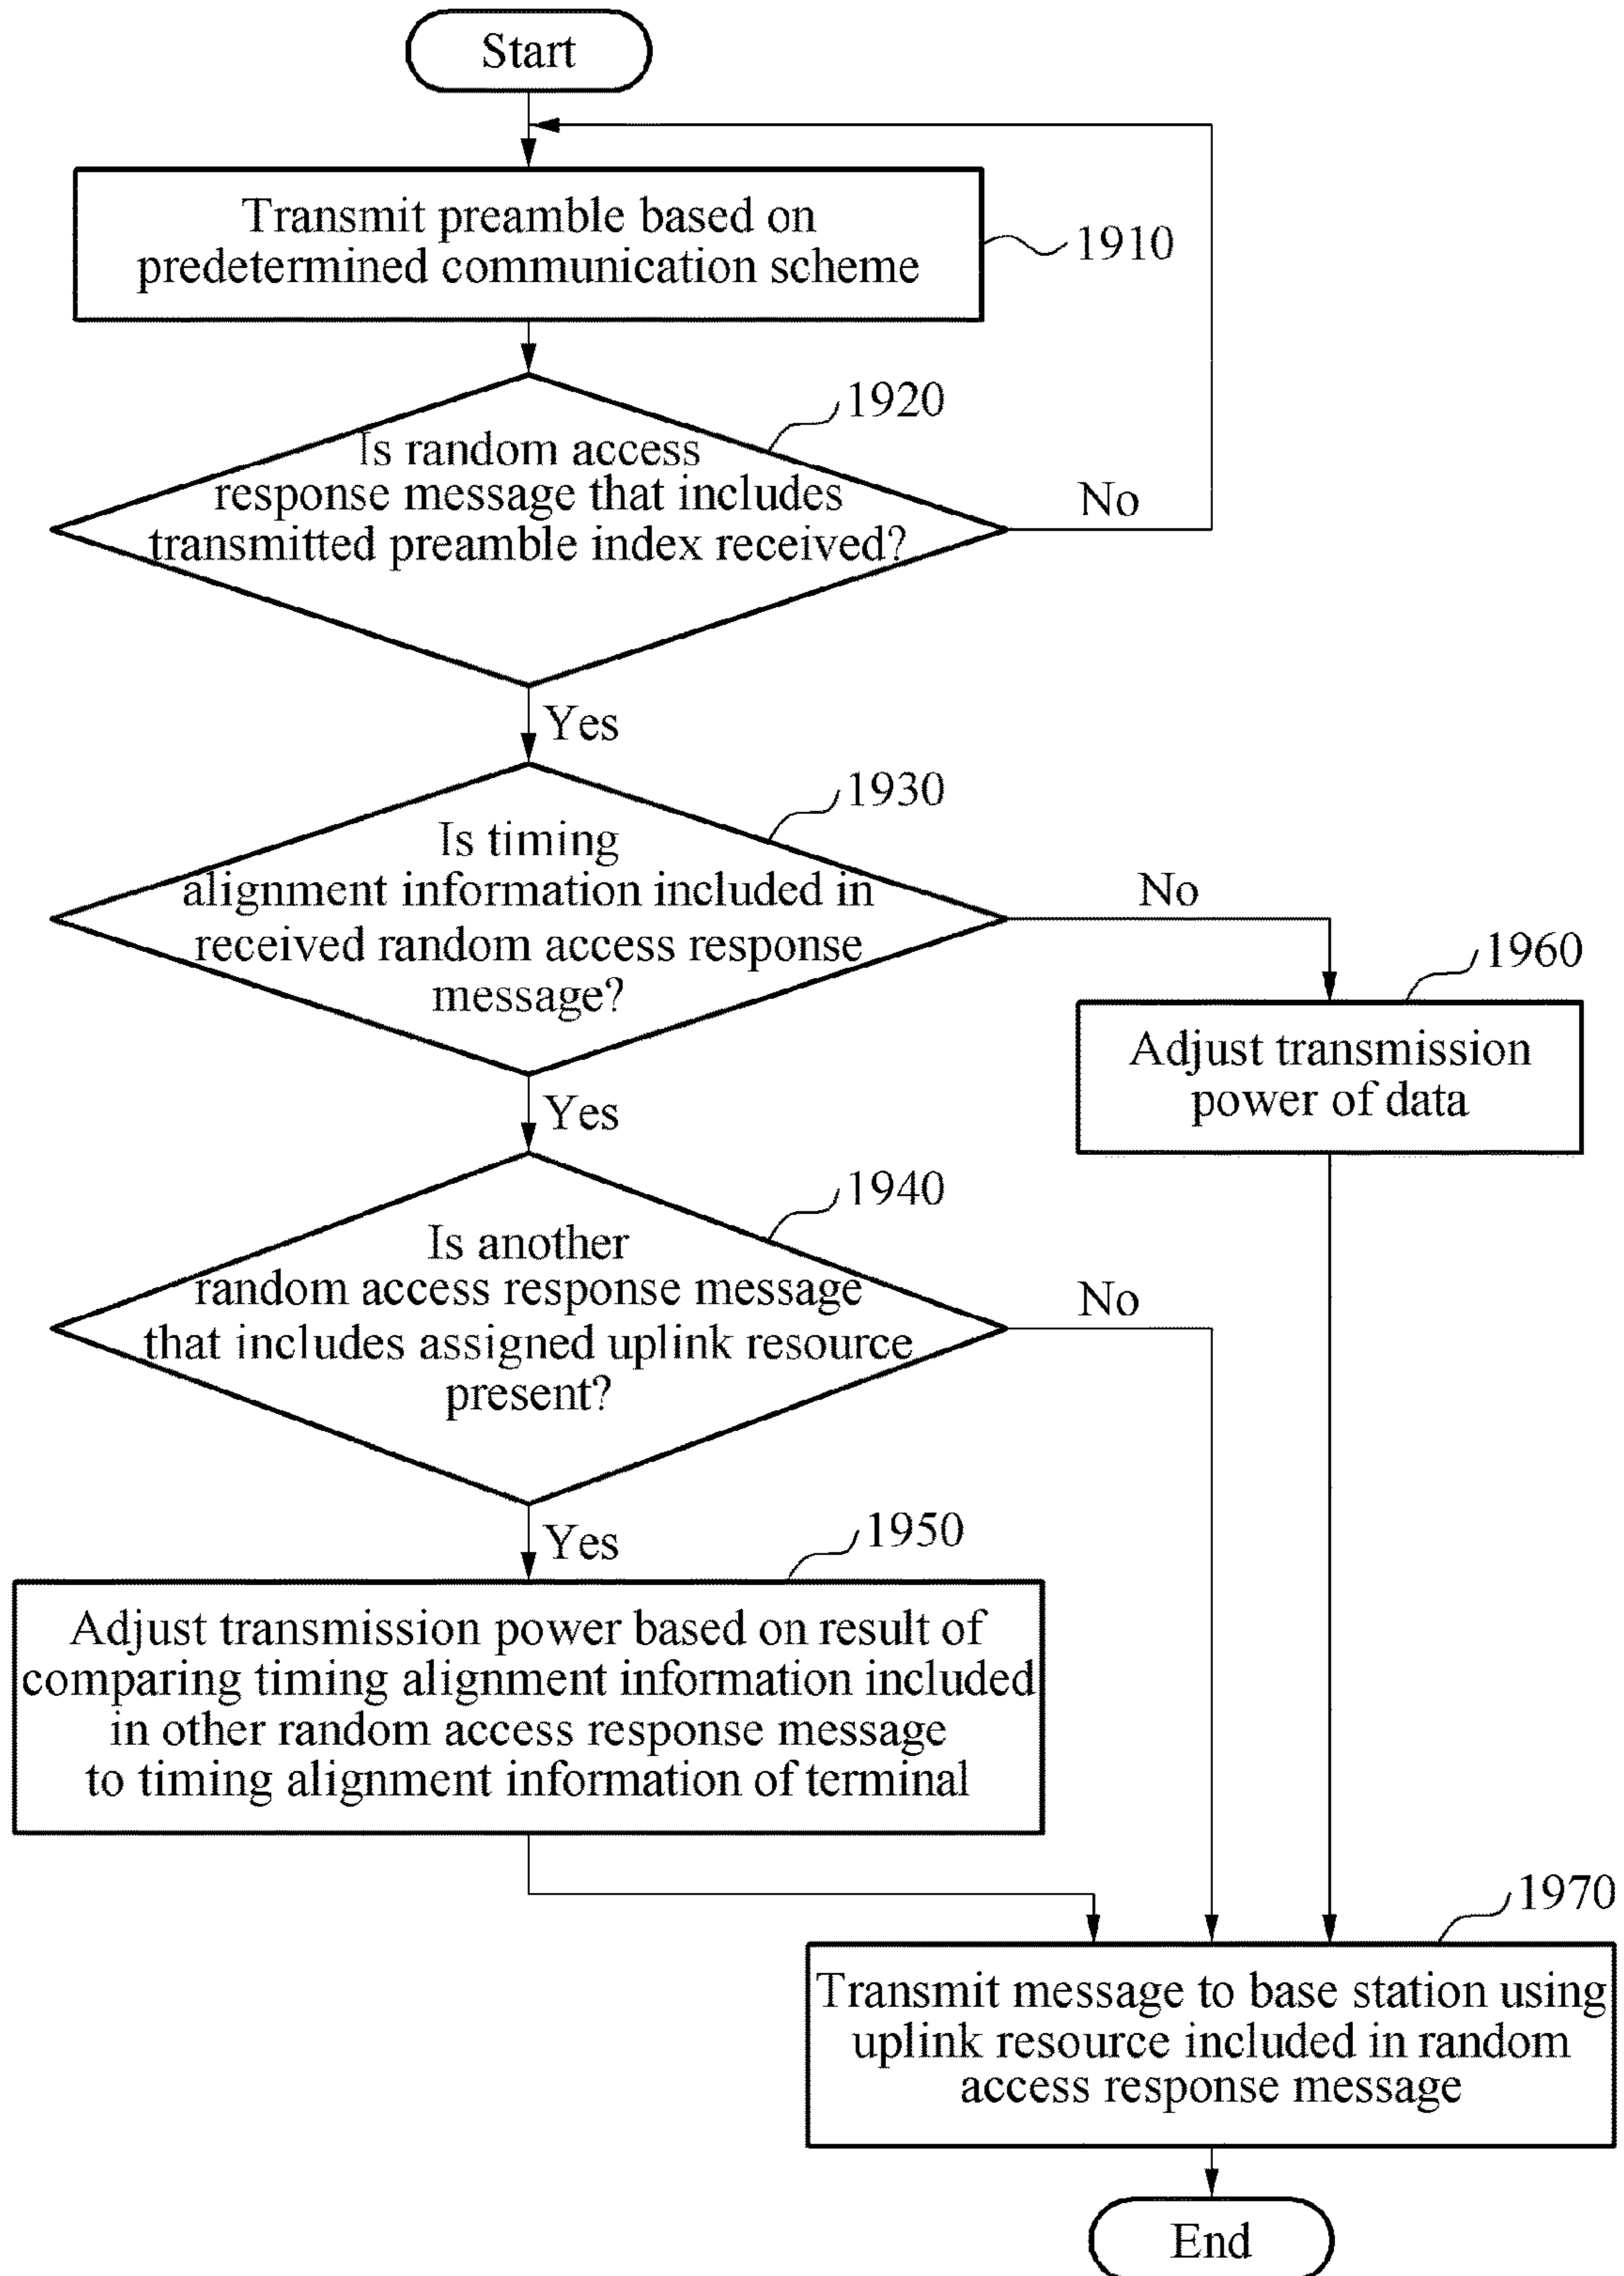 Start
Transmit preamble based on
predetermined communication scheme
1910
1920
Is random access
response message that includes
transmitted preamble index received?
No
Yes
1930
Is timing
alignment information included in
received random access response
message?
No
1960
Adjust transmission
power of data
Yes
1940
Is another
random access response message
that includes assigned uplink resource
present?
No
Yes
1950
Adjust transmission power based on result of
comparing timing alignment information included
in other random access response message
to timing alignment information of terminal
1970
Transmit message to base station using
uplink resource included in random
access response message
End